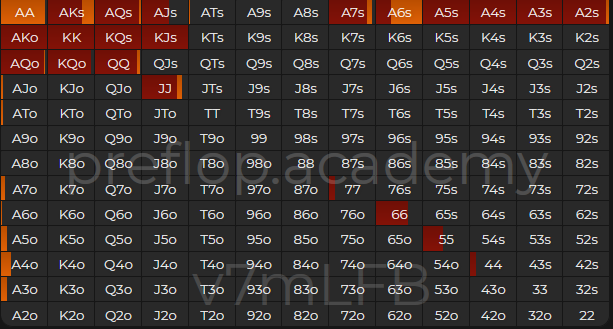 AA AKs AQs AJs ATs A9s A8s A7s A6s A5s A4s A3s A2s
AKo KK KQs KJs KTs K9s K8s K7s K6s K5s K4s K3s K2s
AQo KQo QQ QJs QTs Q9s Q8s Q7s Q6s Q5s Q4s Q3s Q2s
AJo KJo QJo JJ JTs J9s J8s J7s J6s J5s J4s J3s J2s
ATo KTo QTo JTo TT T9s T8s T7s T6s T5s T4s T3s T2s
A9o K9o Q9o J9o T9o 99 98s 97s 96s 95s 94s 93s 92s
A8o K8o Q8o J8o T8o 98o 88 87s 86s 85s 84s 83s 82s
preflop.academy
A7o K7o Q7o J7o T7o 97o 87o 77 76s 75s 74s 73s 72s
A6o K6o Q6o J6o T6o 96o 86o 76o 66 65s 64s 63s 62s
A5o K5o Q5o J5o T5o 95o 85o 75o 65o 55 54s 53s 52s
A4o K4o Q4o J4o T4o 94o 84o 74o 64o 54o 44 43s 42s
v7mLFB
A3o K3o Q3o J3o T3o 93o 83o 73o 63o 53o 43o 33 32s
A2o K2o Q2o J2o T2o 92o 82o 72o 62o 52o 42o 32o 22